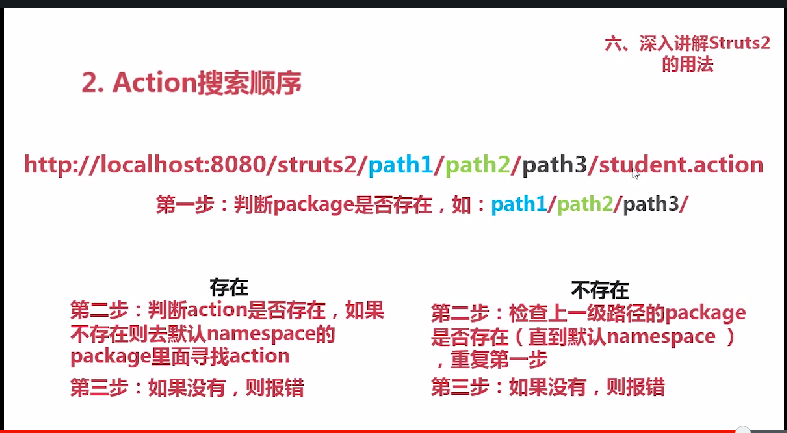 六、深入讲解Struts2
的用法
2. Action搜索顺序
http://localhost:8080/struts2/path1/path2/path3/student.action
第一步：判断package是否存在，如：path1/path2/path3/
存在
第二步：判断action是否存在，如果
不存在则去默认namespace的
package里面寻找action
第三步：如果没有，则报错
不存在
第二步：检查上一级路径的package
是否存在（直到默认namespace ）
，重复第一步
第三步：如果没有，则报错